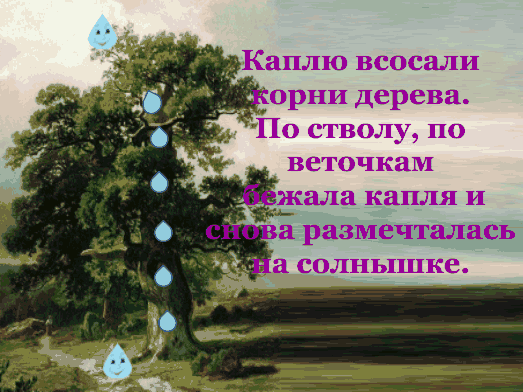 Каплю всосали
корни дерева.
По стволу, по
веточкам
бежала капля и
снова размечталась
на солнышке.